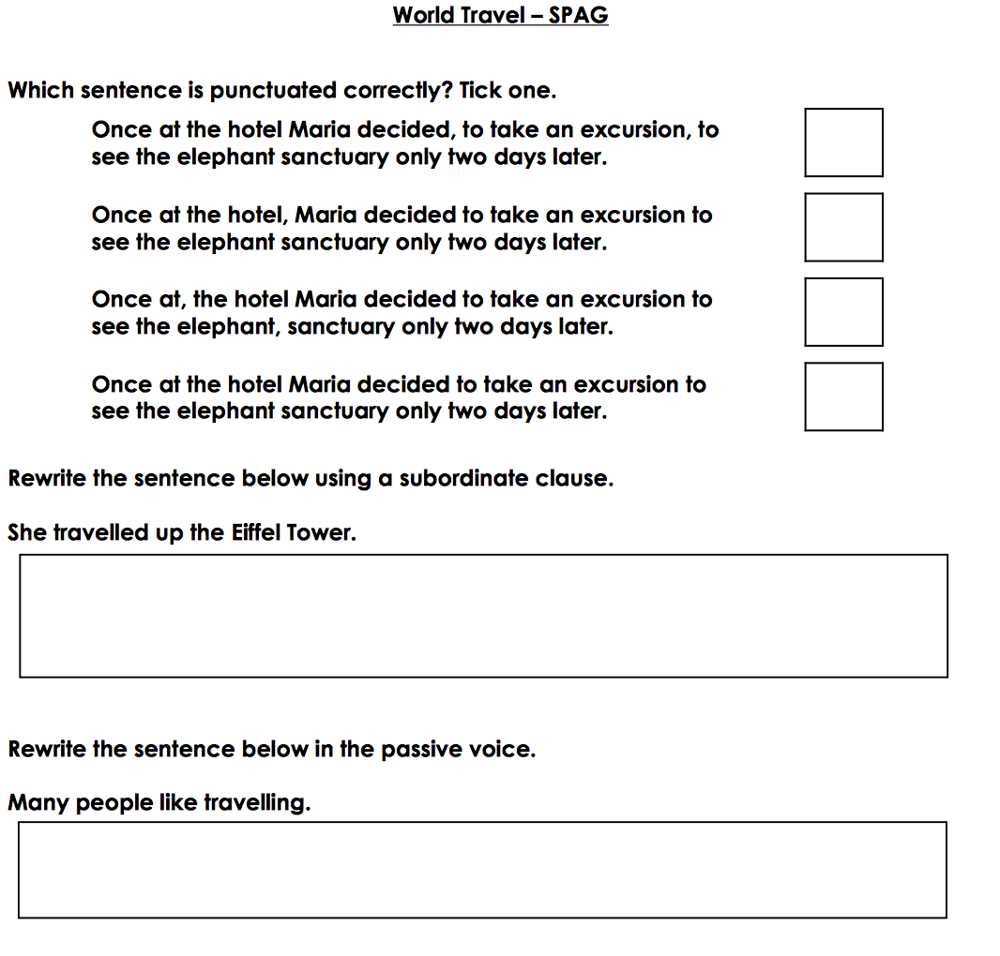 World Travel – SPAG
Which sentence is punctuated correctly? Tick one.
Once at the hotel Maria decided, to take an excursion, to
see the elephant sanctuary only two days later.
Once at the hotel, Maria decided to take an excursion to
see the elephant sanctuary only two days later.
Once at, the hotel Maria decided to take an excursion to
see the elephant, sanctuary only two days later.
Once at the hotel Maria decided to take an excursion to
see the elephant sanctuary only two days later.
Rewrite the sentence below using a subordinate clause.
She travelled up the Eiffel Tower.
Rewrite the sentence below in the passive voice.
Many people like travelling.